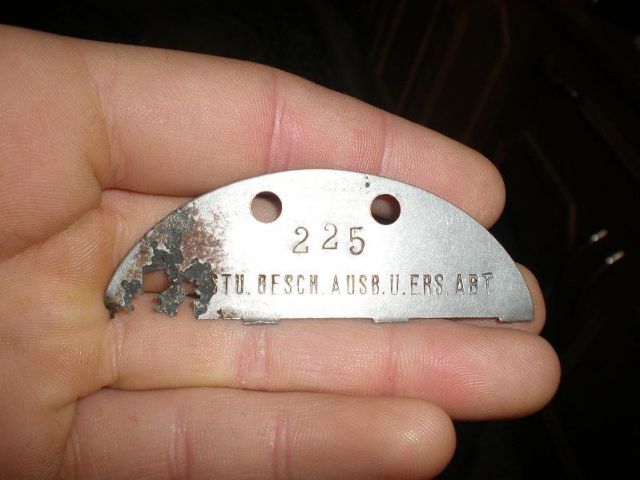 225
STU. GESCH. AUSB. U. ERS. ABT